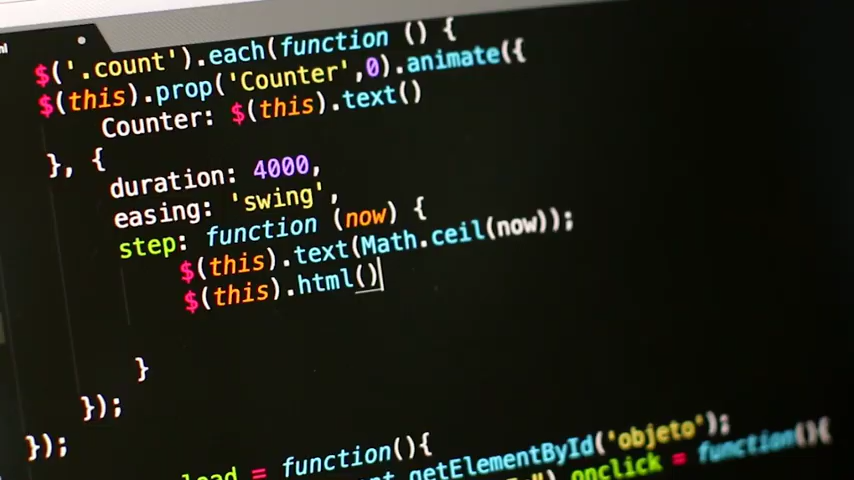 $('.count').each(function () {
$(this).prop('Counter',0).animate({
Counter: $(this).text()
}, {
duration: 4000,
easing: 'swing',
step: function (now) {
$(this).text(Math.ceil(now));
$(this).html()
}
});
});
= function(){
getElementById('objeto');
onclick = function(){